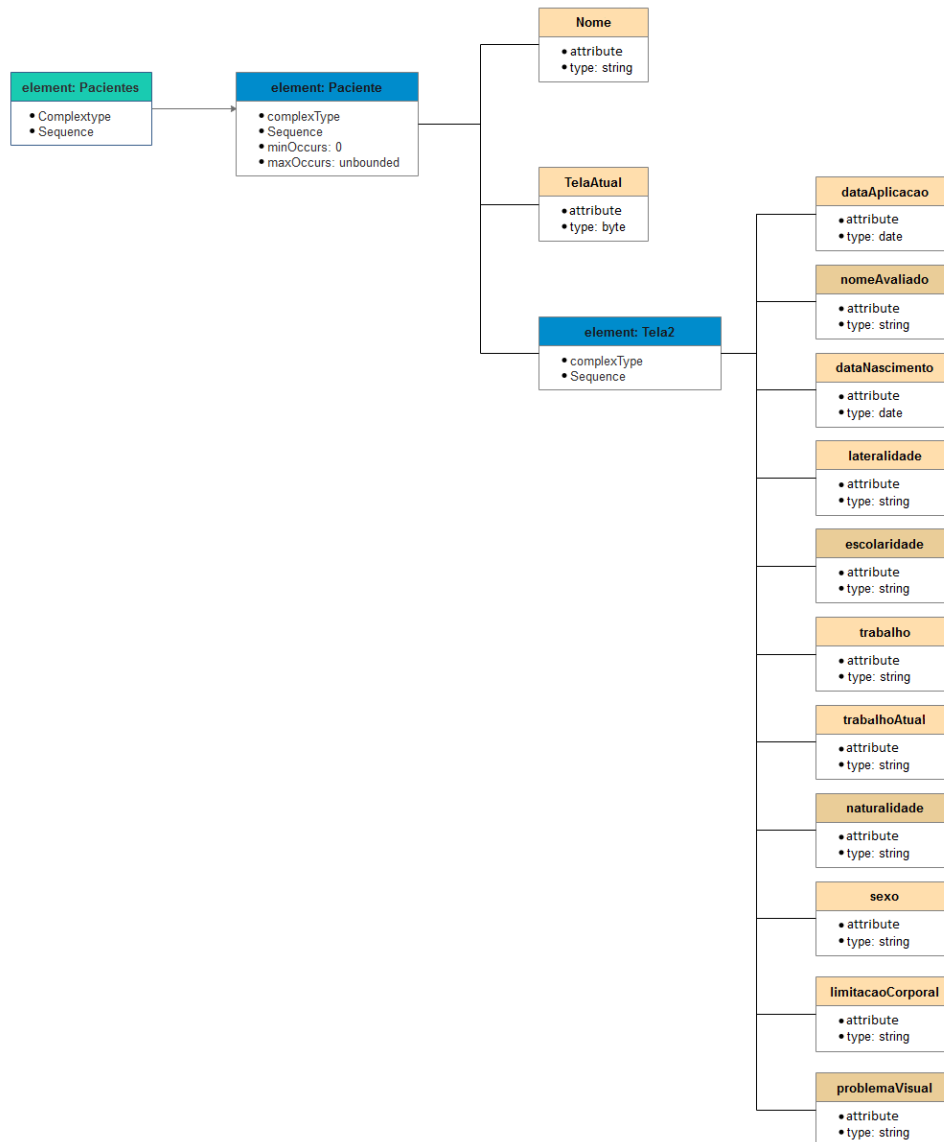 Nome
• attribute
• type: string
element: Pacientes
• Complextype
• Sequence
element: Paciente
• complexType
• Sequence
• minOccurs: 0
• maxOccurs: unbounded
TelaAtual
• attribute
• type: byte
element: Tela2
• complexType
• Sequence
dataAplicacao
• attribute
• type: date
nomeAvaliado
• attribute
• type: string
dataNascimento
• attribute
• type: date
lateralidade
• attribute
• type: string
escolaridade
• attribute
• type: string
trabalho
• attribute
• type: string
trabalhoAtual
• attribute
• type: string
naturalidade
• attribute
• type: string
sexo
• attribute
• type: string
limitacaoCorporal
• attribute
• type: string
problemaVisual
• attribute
• type: string